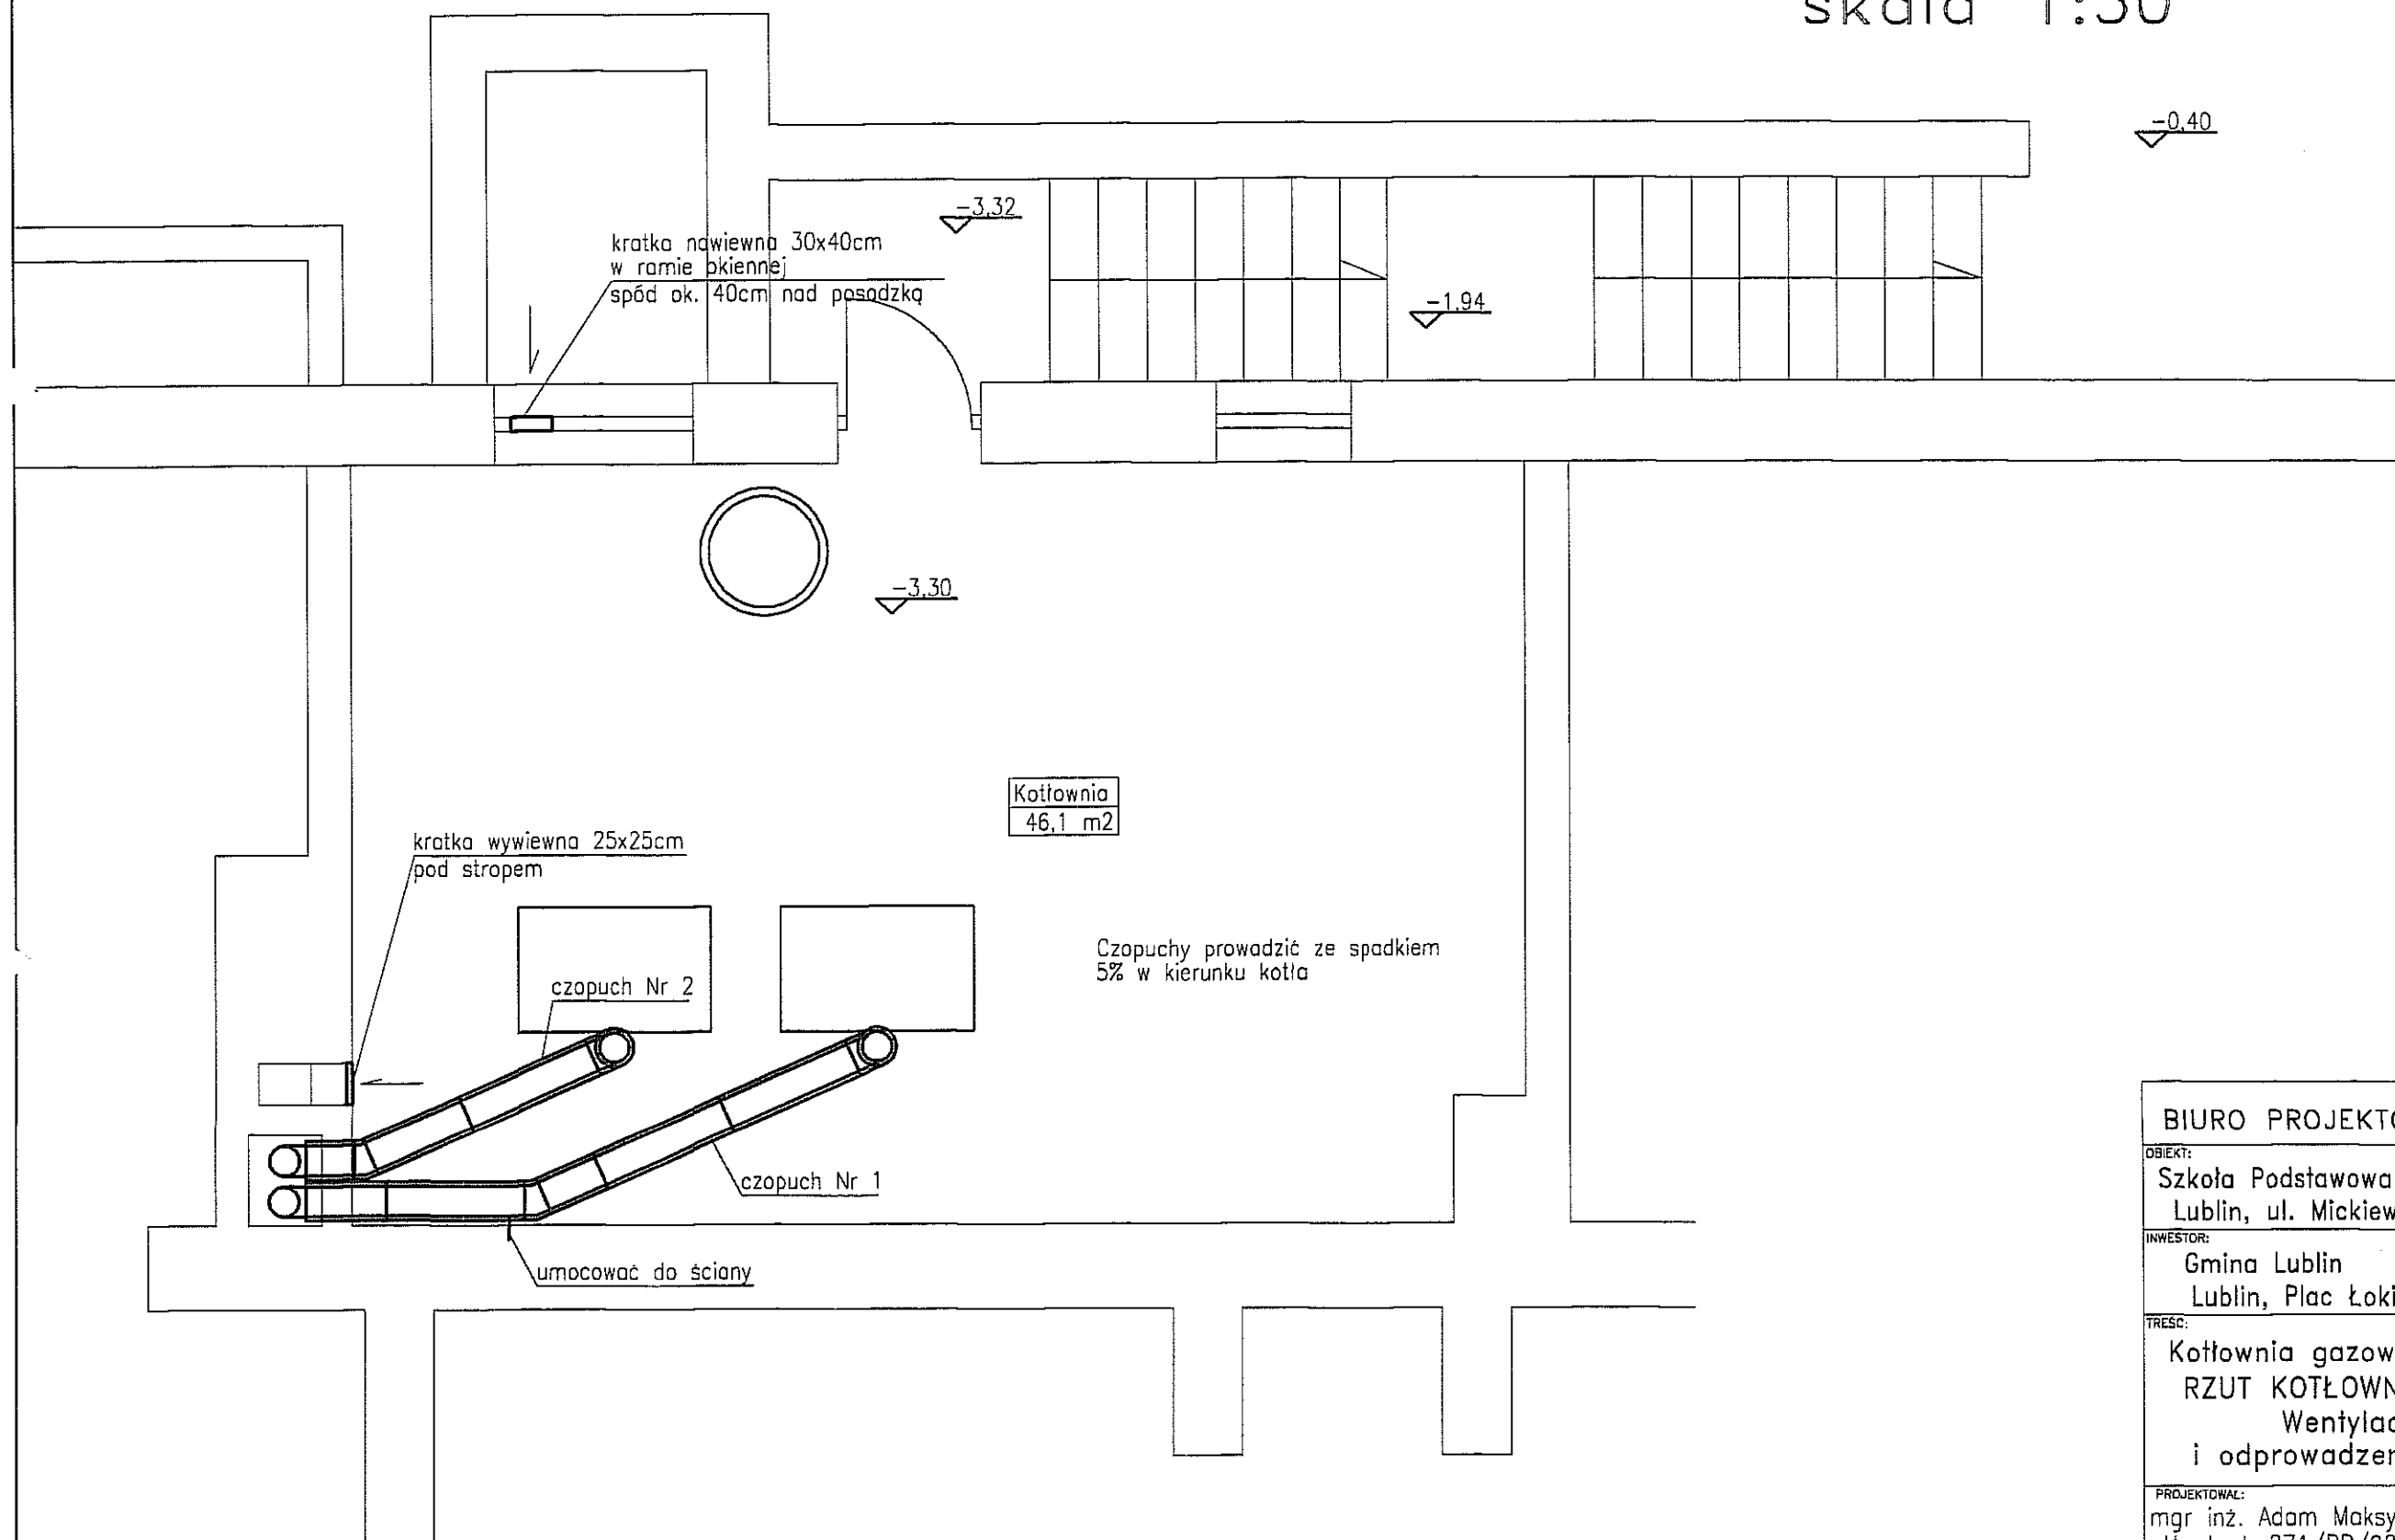 skala 1:50
-0,40
-3,32
kratka nawiewna 30x40cm
w ramie okiennej
spód ok. 40cm nad posadzką
-1,94
-3,30
Kotłownia
46,1 m2
kratka wywiewna 25x25cm
pod stropem
Czopuchy prowadzić ze spadkiem
5% w kierunku kotła
czopuch Nr 2
czopuch Nr 1
umocować do ściany
BIURO PROJEKTO
OBIEKT:
Szkoła Podstawowa
Lublin, ul. Mickiew
INWESTOR:
Gmina Lublin
Lublin, Plac Łoki
TREŚĆ:
Kotłownia gazow
RZUT KOTŁOWN
Wentylac
i odprowadzen
PROJEKTOWAŁ:
mgr inż. Adam Maksy